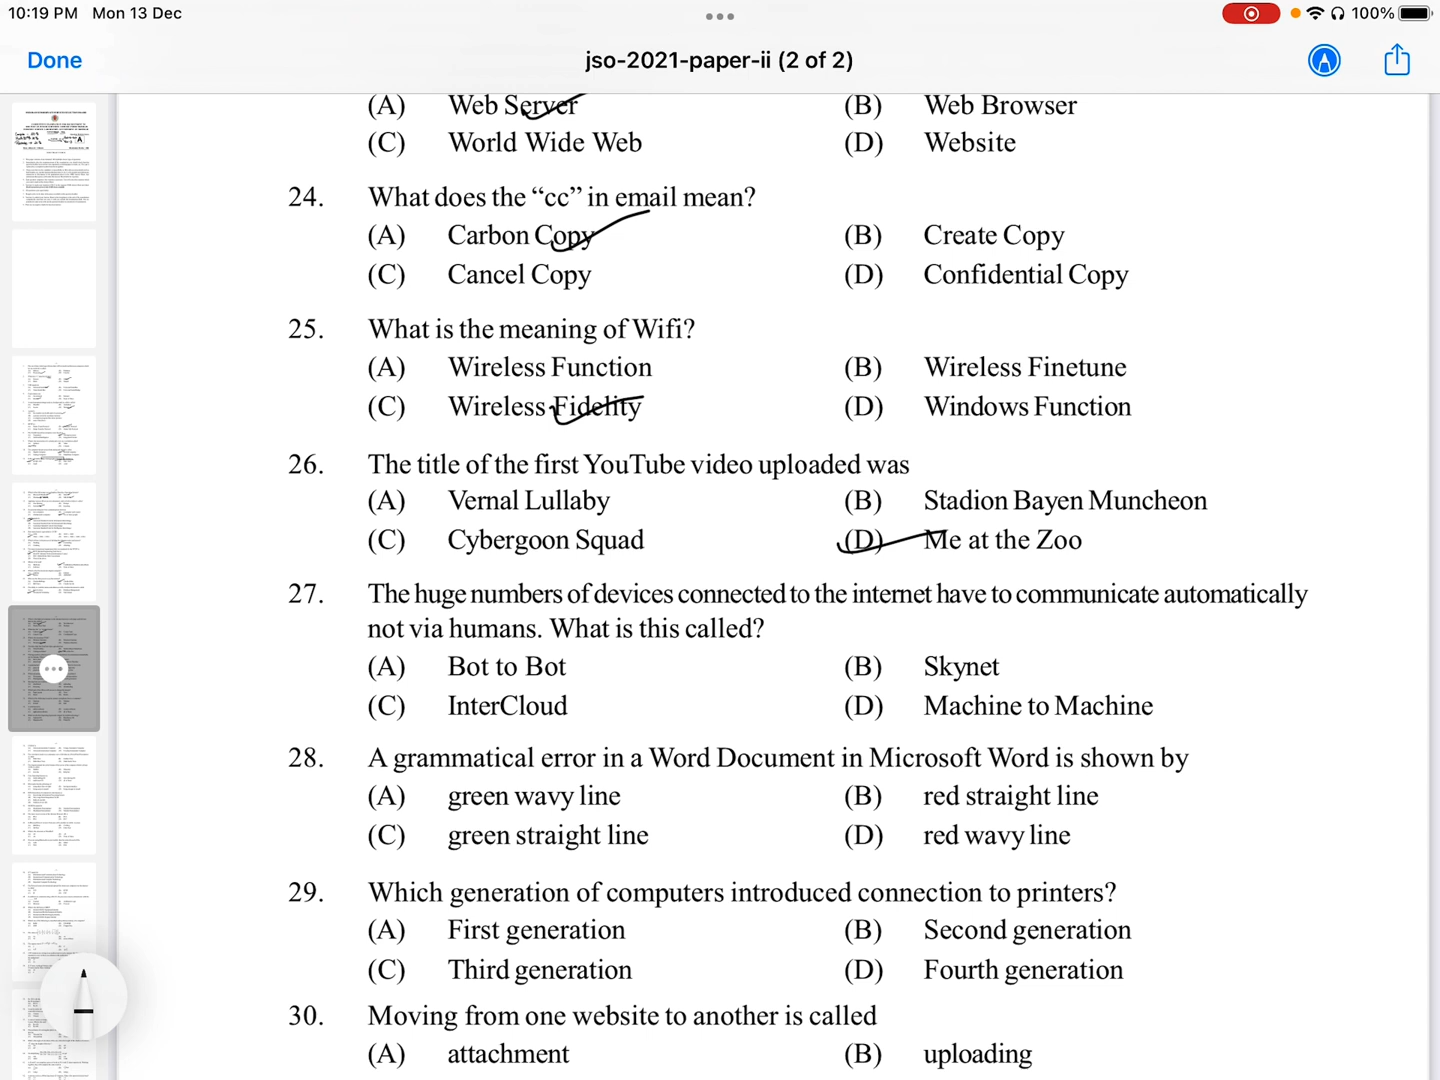 10:19 PM Mon 13 Dec
100%
Done
jso-2021-paper-ii (2 of 2)
(A) Web Server (B) Web Browser
(C) World Wide Web (D) Website
24. What does the “cc” in email mean?
(A) Carbon Copy (B) Create Copy
(C) Cancel Copy (D) Confidential Copy
25. What is the meaning of Wifi?
(A) Wireless Function (B) Wireless Finetune
(C) Wireless Fidelity (D) Windows Function
26. The title of the first YouTube video uploaded was
(A) Vernal Lullaby (B) Stadion Bayen Muncheon
(C) Cybergoon Squad (D) Me at the Zoo
27. The huge numbers of devices connected to the internet have to communicate automatically
not via humans. What is this called?
(A) Bot to Bot (B) Skynet
(C) InterCloud (D) Machine to Machine
28. A grammatical error in a Word Document in Microsoft Word is shown by
(A) green wavy line (B) red straight line
(C) green straight line (D) red wavy line
29. Which generation of computers introduced connection to printers?
(A) First generation (B) Second generation
(C) Third generation (D) Fourth generation
30. Moving from one website to another is called
(A) attachment (B) uploading